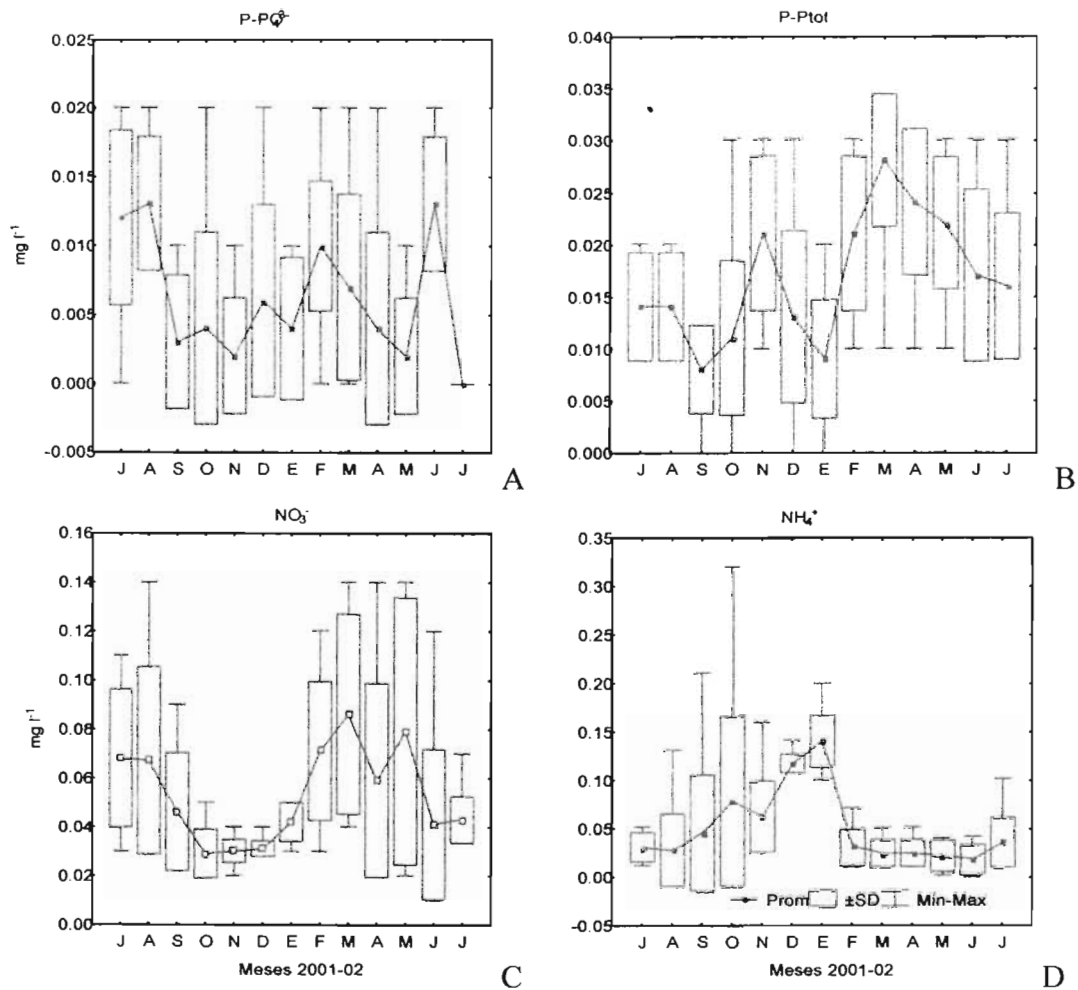 P-PO₄³⁻
0.025
0.020
0.015
0.010
0.005
0.000
-0.005
mg l⁻¹
J A S O N D E F M A M J J
A
P-Ptot
0.040
0.035
0.030
0.025
0.020
0.015
0.010
0.005
0.000
J A S O N D E F M A M J J
B
NO₃⁻
0.16
0.14
0.12
0.10
0.08
0.06
0.04
0.02
0.00
mg l⁻¹
J A S O N D E F M A M J J
Meses 2001-02
C
NH₄⁺
0.35
0.30
0.25
0.20
0.15
0.10
0.05
0.00
-0.05
Prom ±SD Min-Max
J A S O N D E F M A M J J
Meses 2001-02
D